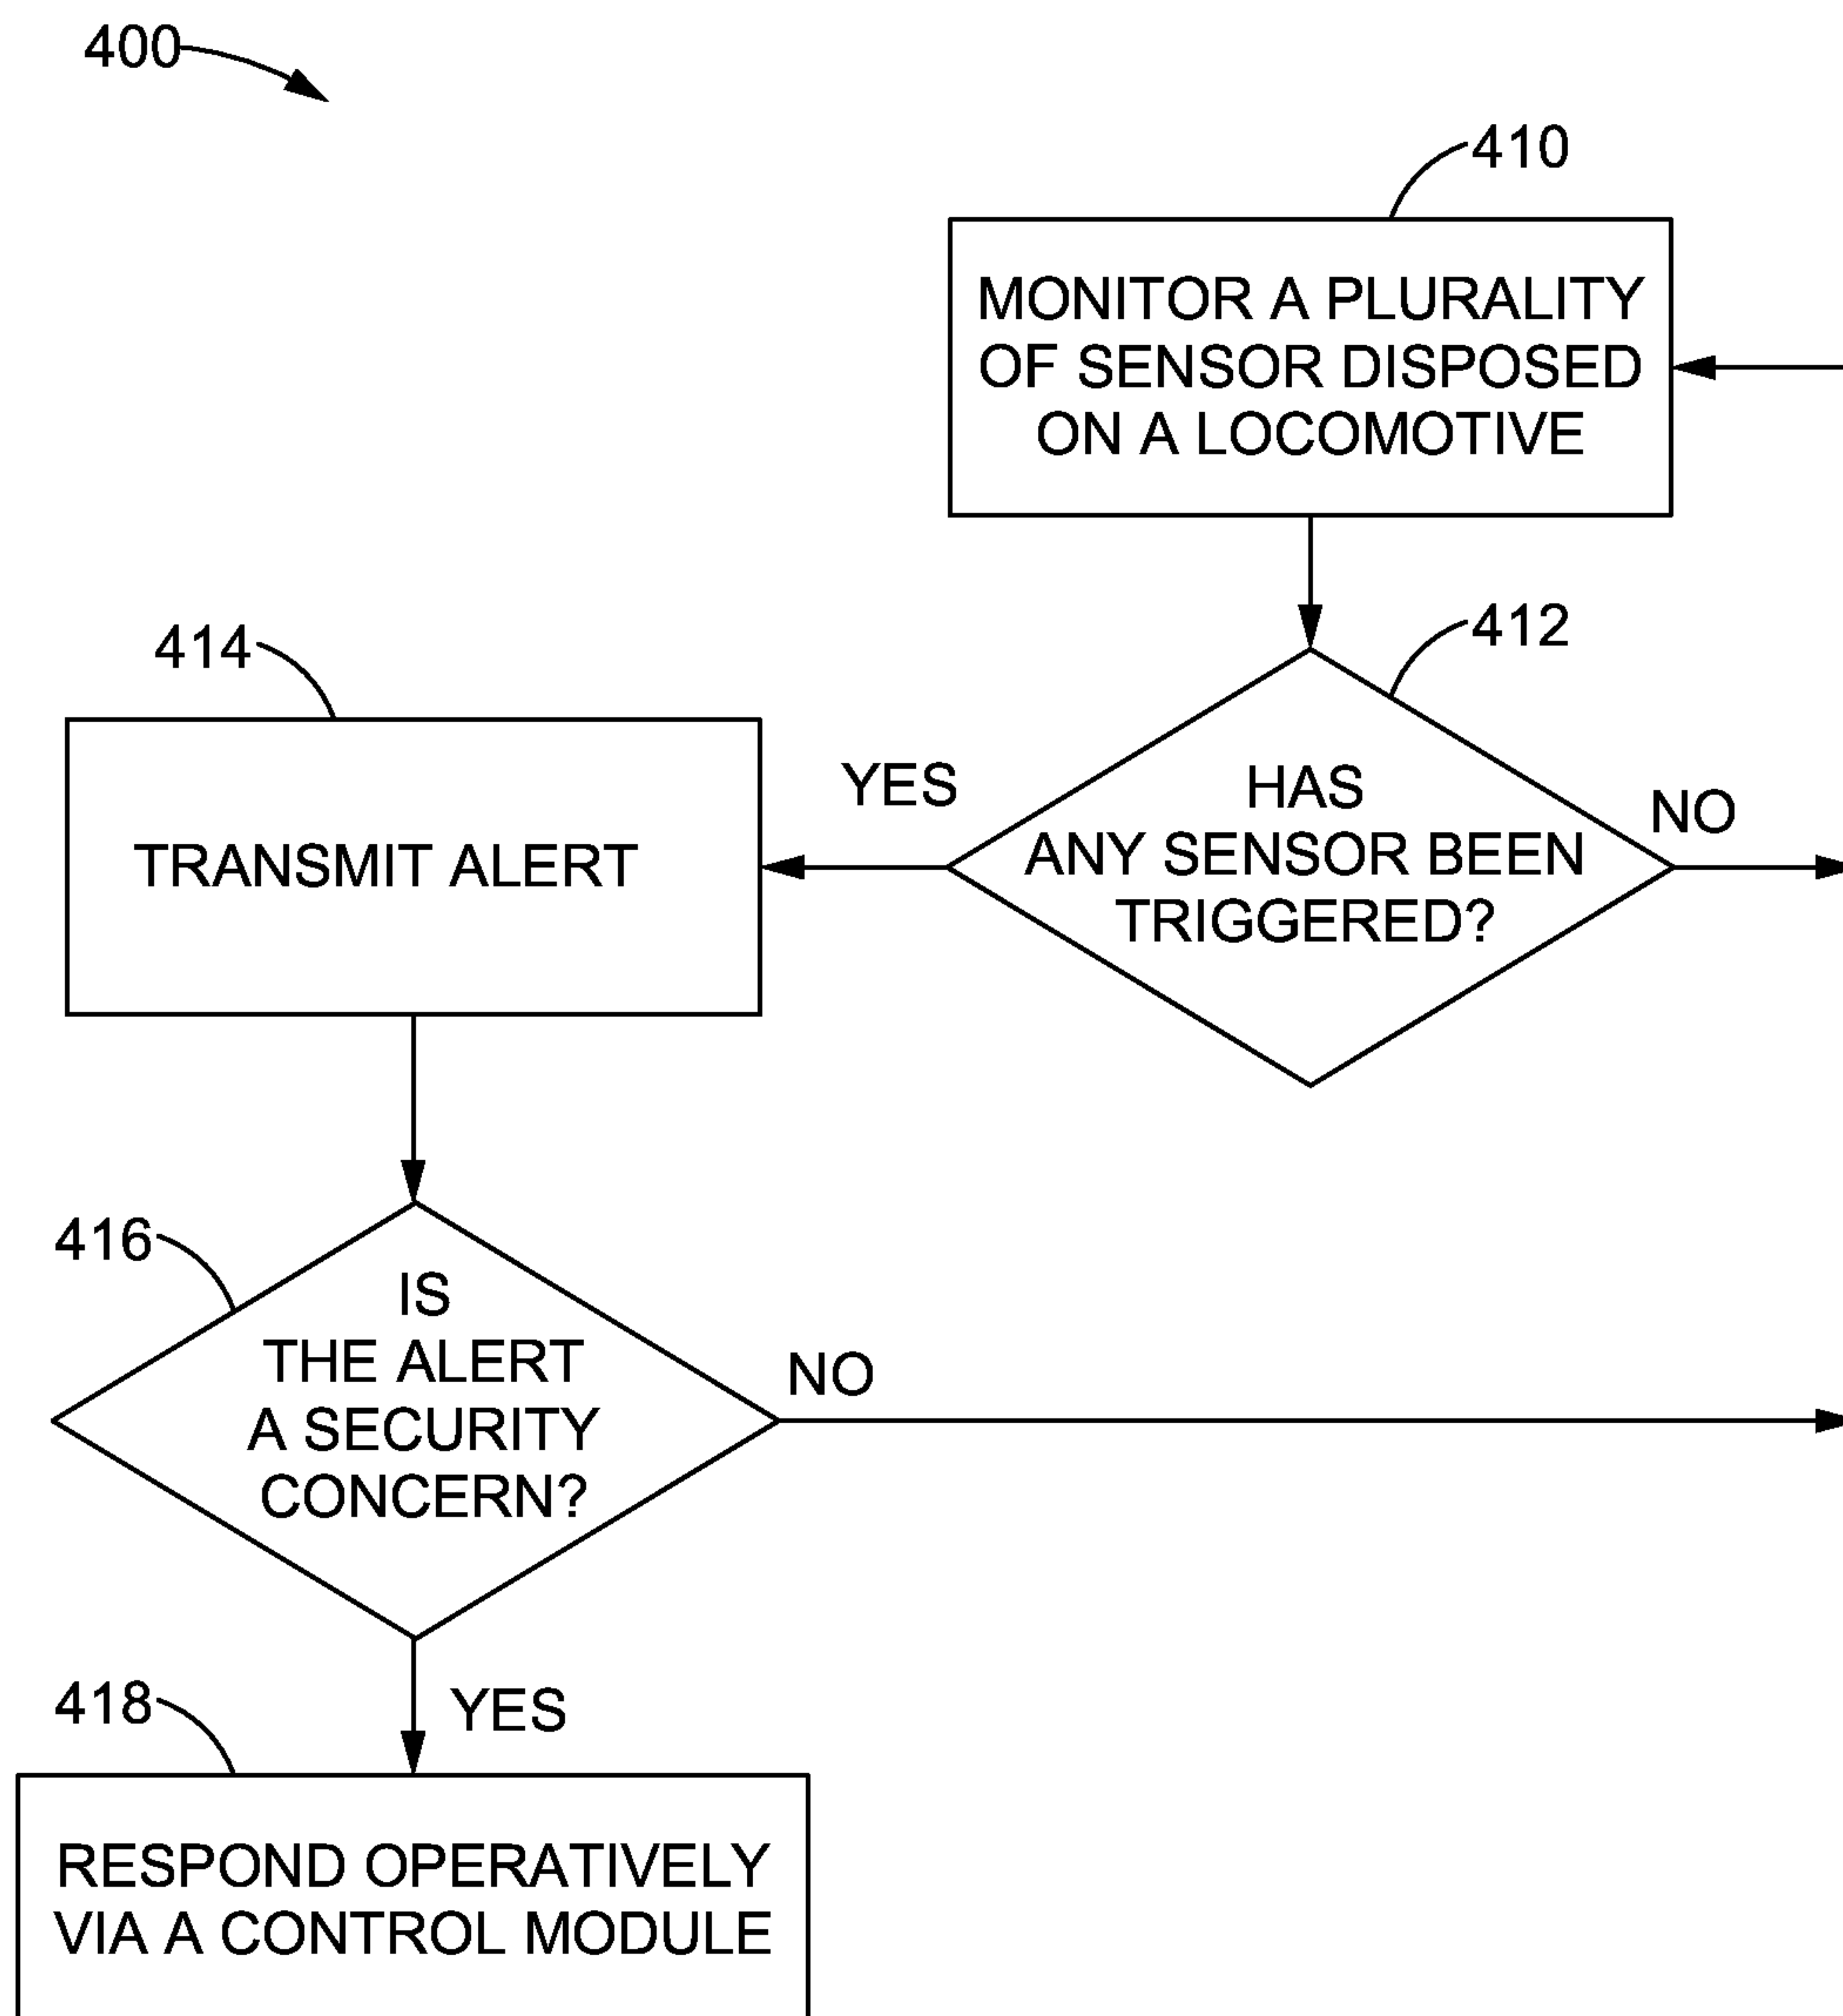 400
410
MONITOR A PLURALITY
OF SENSOR DISPOSED
ON A LOCOMOTIVE
412
HAS
ANY SENSOR BEEN
TRIGGERED?
YES
NO
414
TRANSMIT ALERT
416
IS
THE ALERT
A SECURITY
CONCERN?
NO
YES
418
RESPOND OPERATIVELY
VIA A CONTROL MODULE